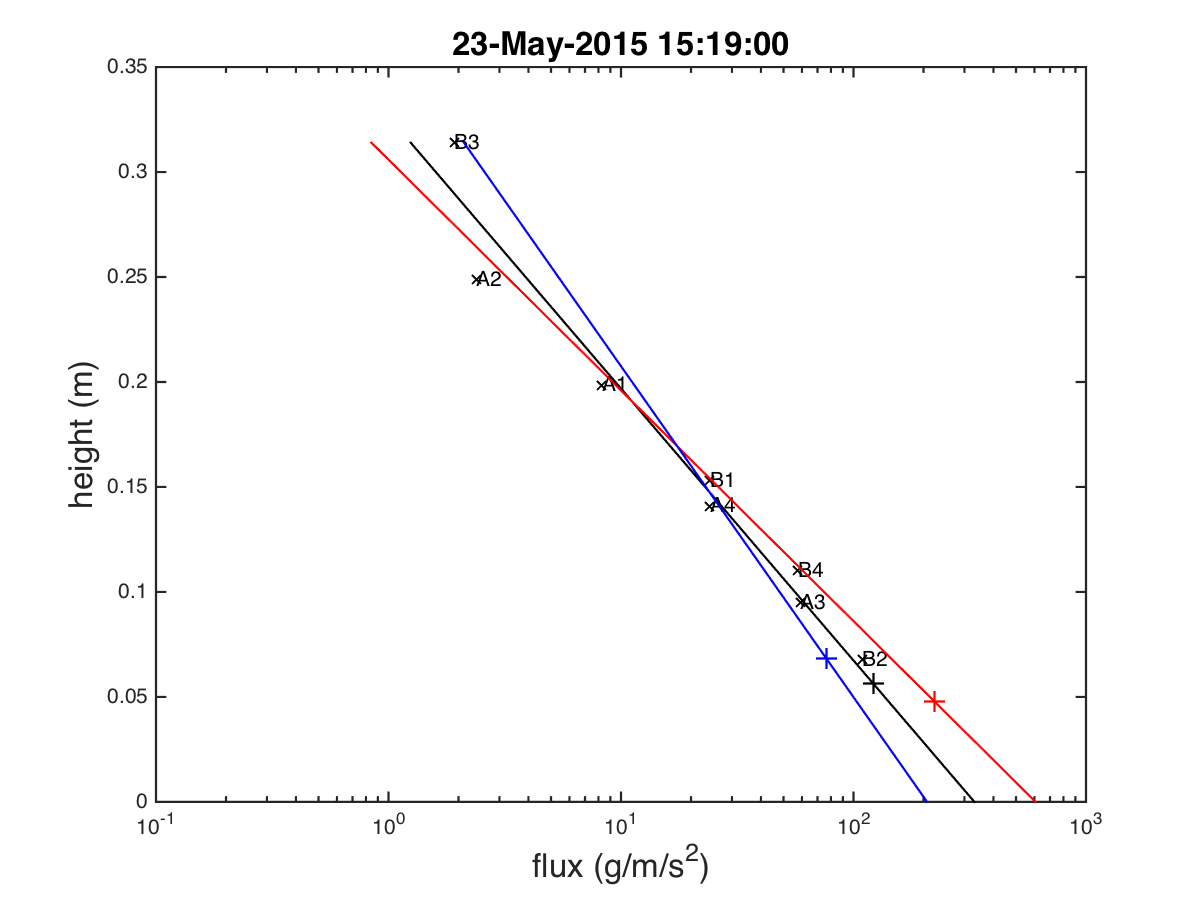 23-May-2015 15:19:00
0.35
0.3
0.25
0.2
0.15
0.1
0.05
0
height (m)
B3
A2
A1
B1
A4
B4
A3
B2
10^-1
10^0
10^1
10^2
10^3
flux (g/m/s^2)